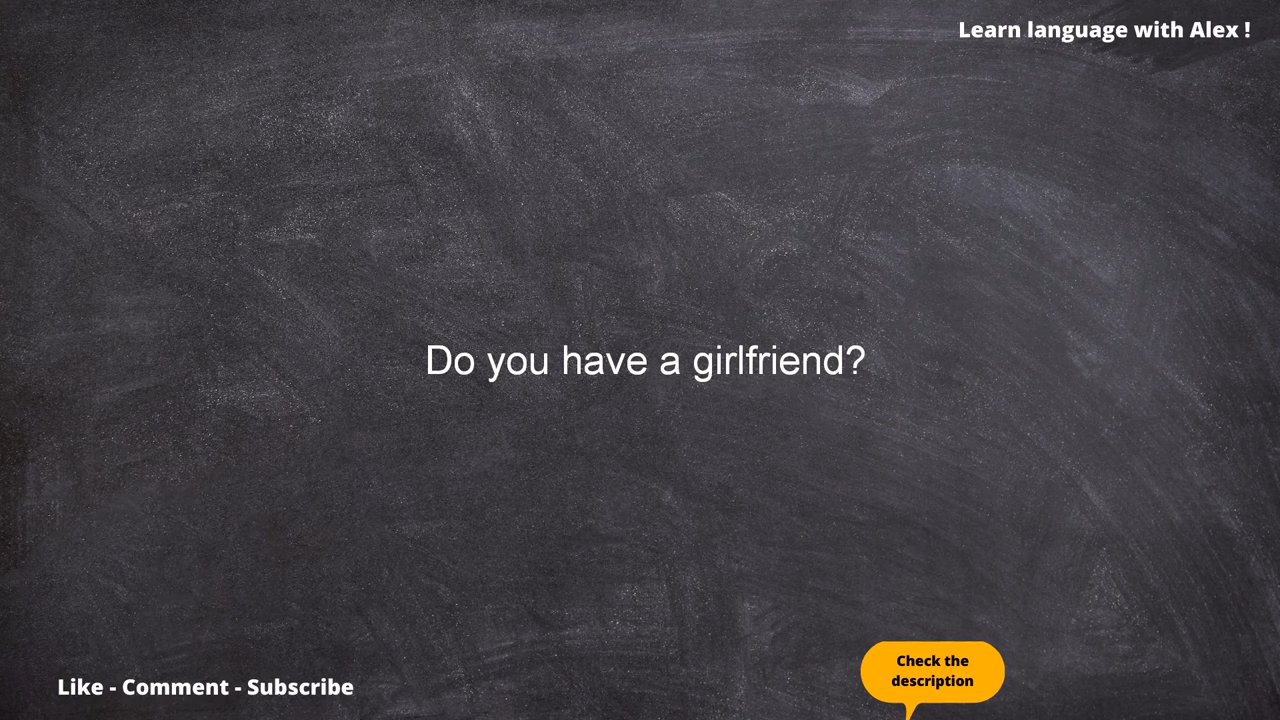 Learn language with Alex !
Do you have a girlfriend?
Check the
description
Like - Comment - Subscribe